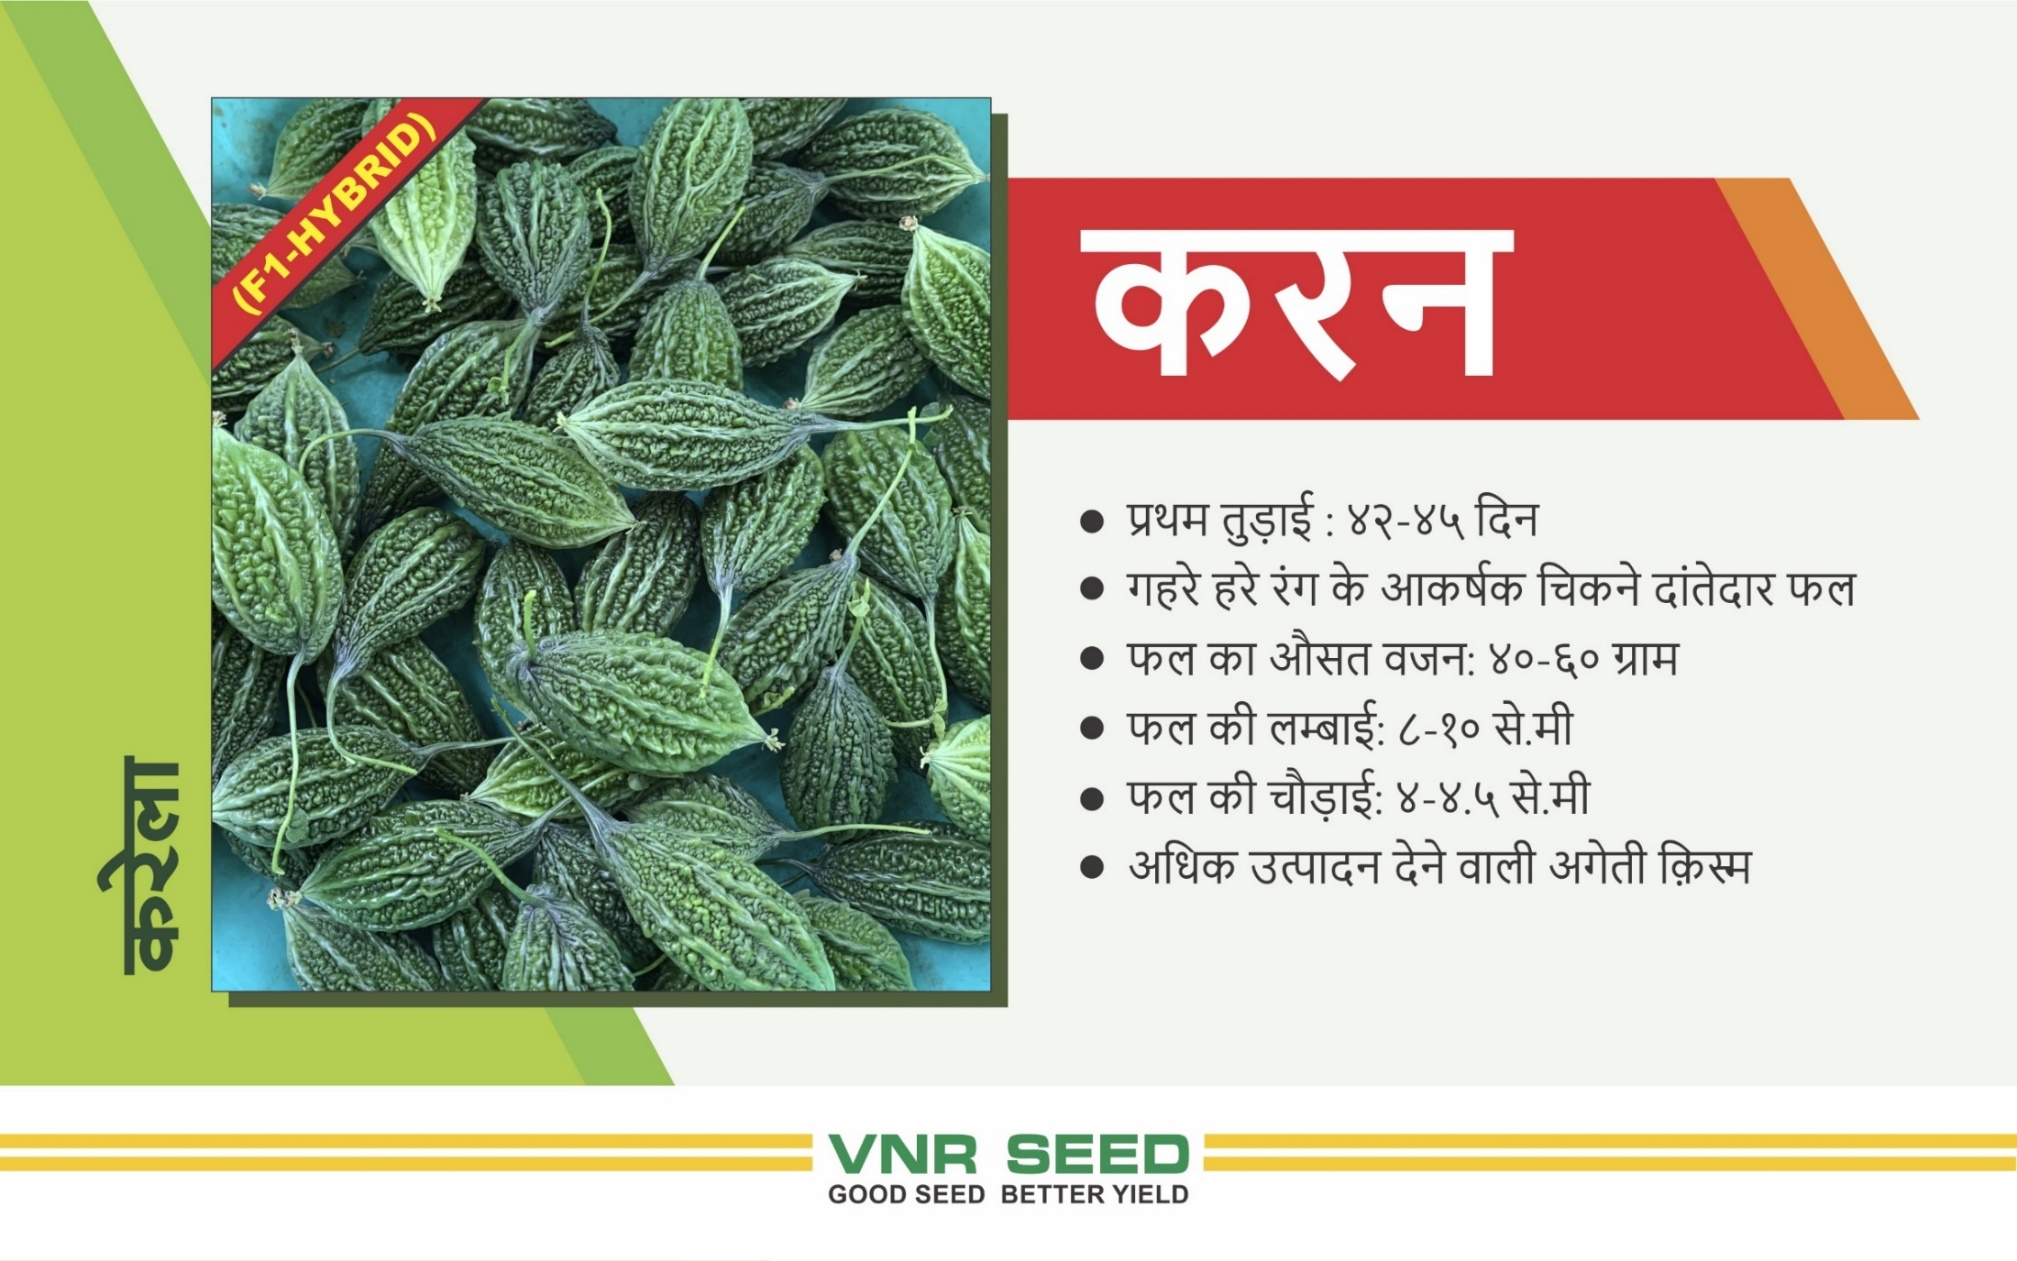 (F1-HYBRID)
करेला
करन
● प्रथम तुड़ाई : ४२-४५ दिन
● गहरे हरे रंग के आकर्षक चिकने दांतेदार फल
● फल का औसत वजन: ४०-६० ग्राम
● फल की लम्बाई: ८-१० से.मी
● फल की चौड़ाई: ४-४.५ से.मी
● अधिक उत्पादन देने वाली अगेती क़िस्म
VNR SEED
GOOD SEED BETTER YIELD